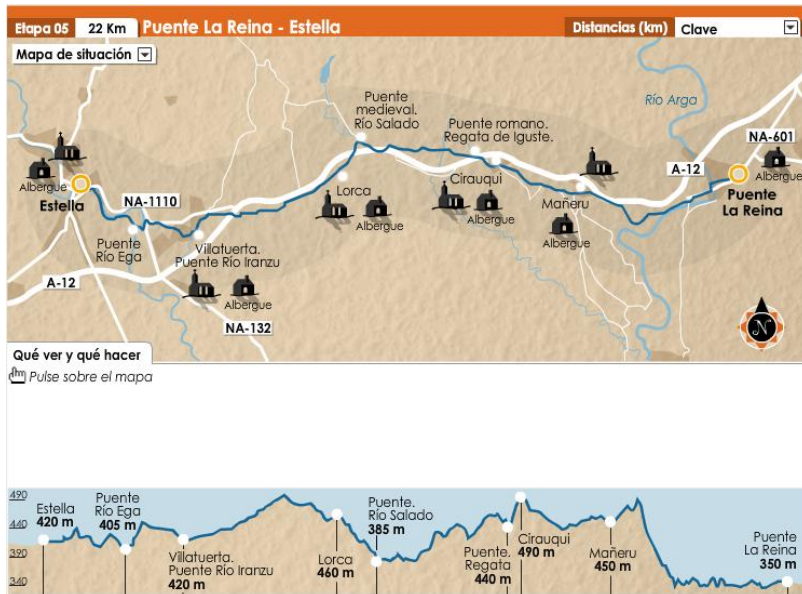 Etapa 05
22 Km
Puente La Reina - Estella
Distancias (km)
Clave
Mapa de situación
Puente
medieval.
Río Salado
Puente romano.
Regata de Iguste.
Río Arga
NA-601
Albergue
A-12
Puente
La Reina
Albergue
Estella
NA-1110
Lorca
Albergue
Cirauqui
Albergue
Mañeru
Albergue
Puente
Río Ega
Villatuerta.
Puente Río Iranzu
A-12
Albergue
NA-132
N
Qué ver y qué hacer
Pulse sobre el mapa
490
440
390
340
Estella
420 m
Puente
Río Ega
405 m
Villatuerta.
Puente Río Iranzu
420 m
Lorca
460 m
Puente.
Río Salado
385 m
Puente.
Regata
440 m
Cirauqui
490 m
Mañeru
450 m
Puente
La Reina
350 m